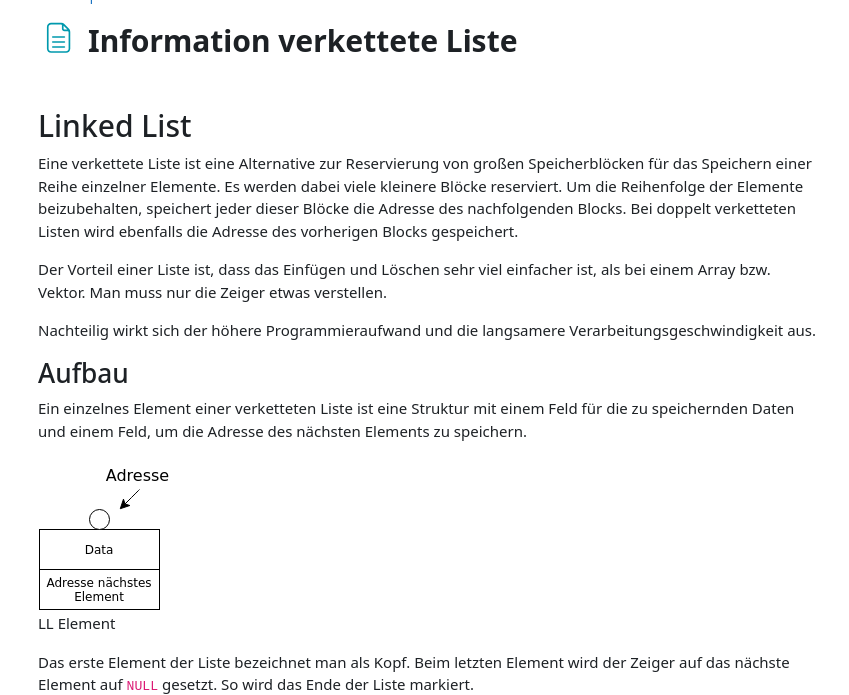 Information verkettete Liste
Linked List
Eine verkettete Liste ist eine Alternative zur Reservierung von großen Speicherblöcken für das Speichern einer
Reihe einzelner Elemente. Es werden dabei viele kleinere Blöcke reserviert. Um die Reihenfolge der Elemente
beizubehalten, speichert jeder dieser Blöcke die Adresse des nachfolgenden Blocks. Bei doppelt verketteten
Listen wird ebenfalls die Adresse des vorherigen Blocks gespeichert.
Der Vorteil einer Liste ist, dass das Einfügen und Löschen sehr viel einfacher ist, als bei einem Array bzw.
Vektor. Man muss nur die Zeiger etwas verstellen.
Nachteilig wirkt sich der höhere Programmieraufwand und die langsamere Verarbeitungsgeschwindigkeit aus.
Aufbau
Ein einzelnes Element einer verketteten Liste ist eine Struktur mit einem Feld für die zu speichernden Daten
und einem Feld, um die Adresse des nächsten Elements zu speichern.
Adresse
Data
Adresse nächstes
Element
LL Element
Das erste Element der Liste bezeichnet man als Kopf. Beim letzten Element wird der Zeiger auf das nächste
Element auf NULL gesetzt. So wird das Ende der Liste markiert.